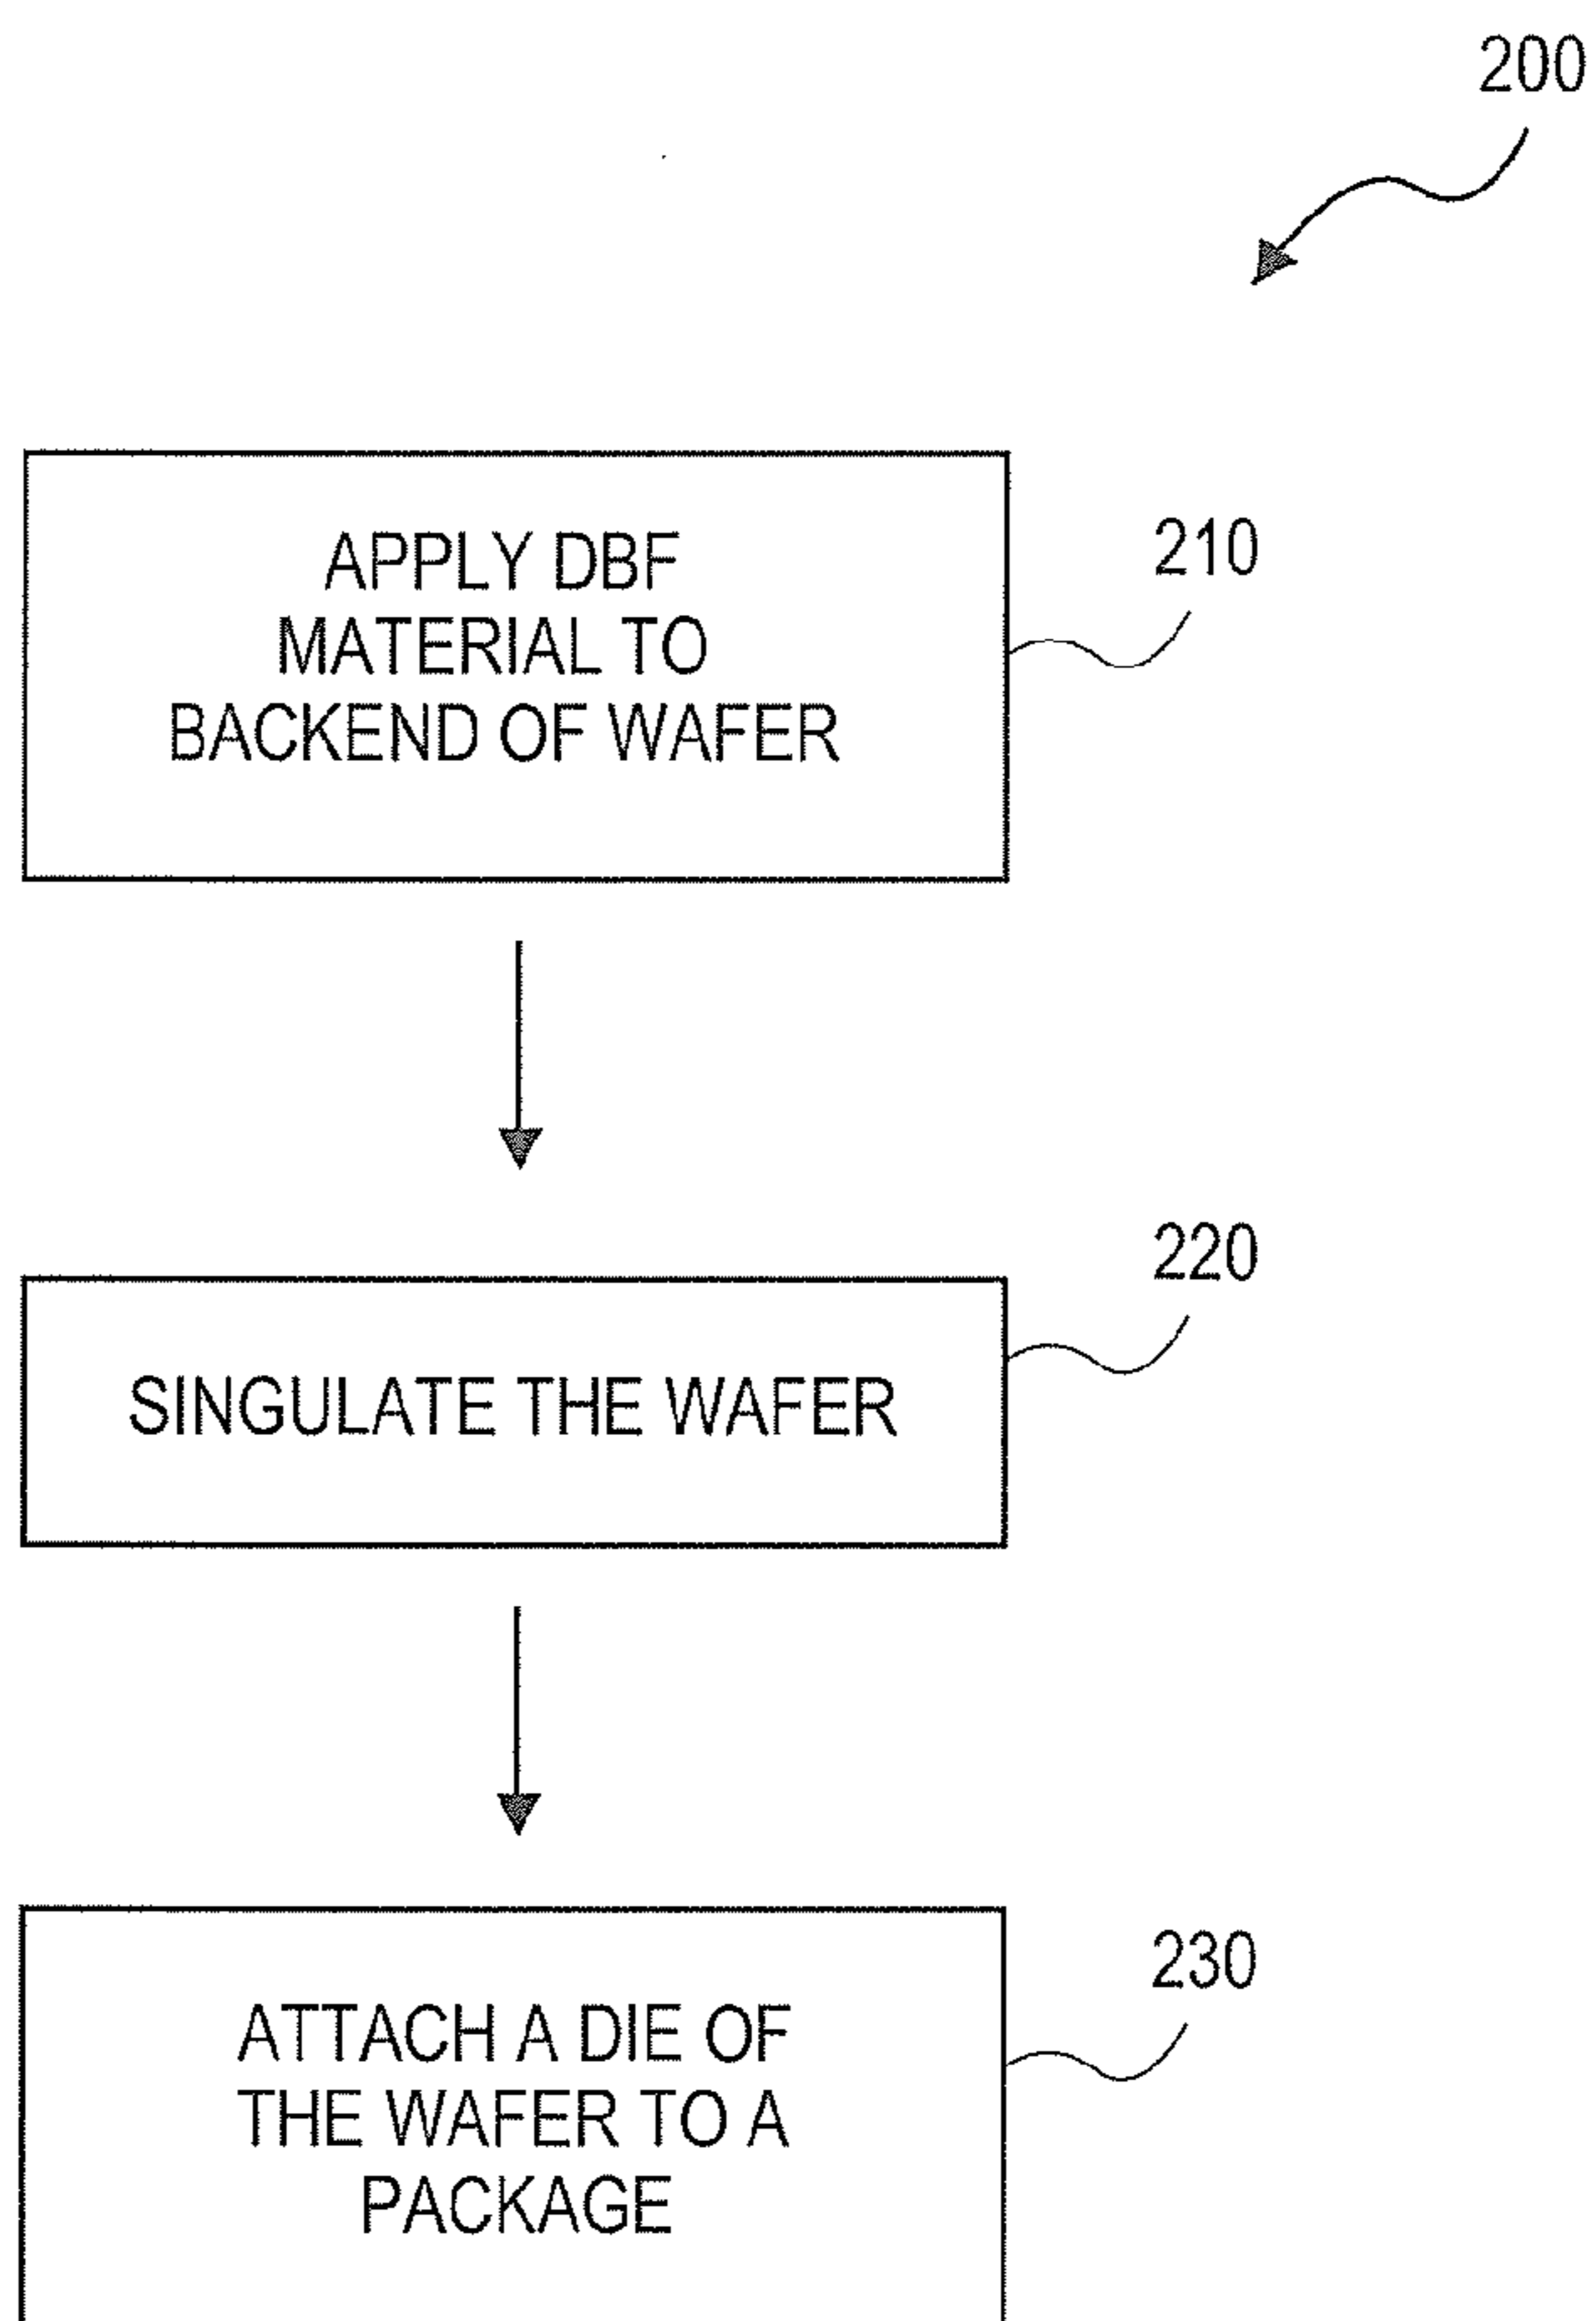 200
APPLY DBF
MATERIAL TO
BACKEND OF WAFER
210
SINGULATE THE WAFER
220
ATTACH A DIE OF
THE WAFER TO A
PACKAGE
230